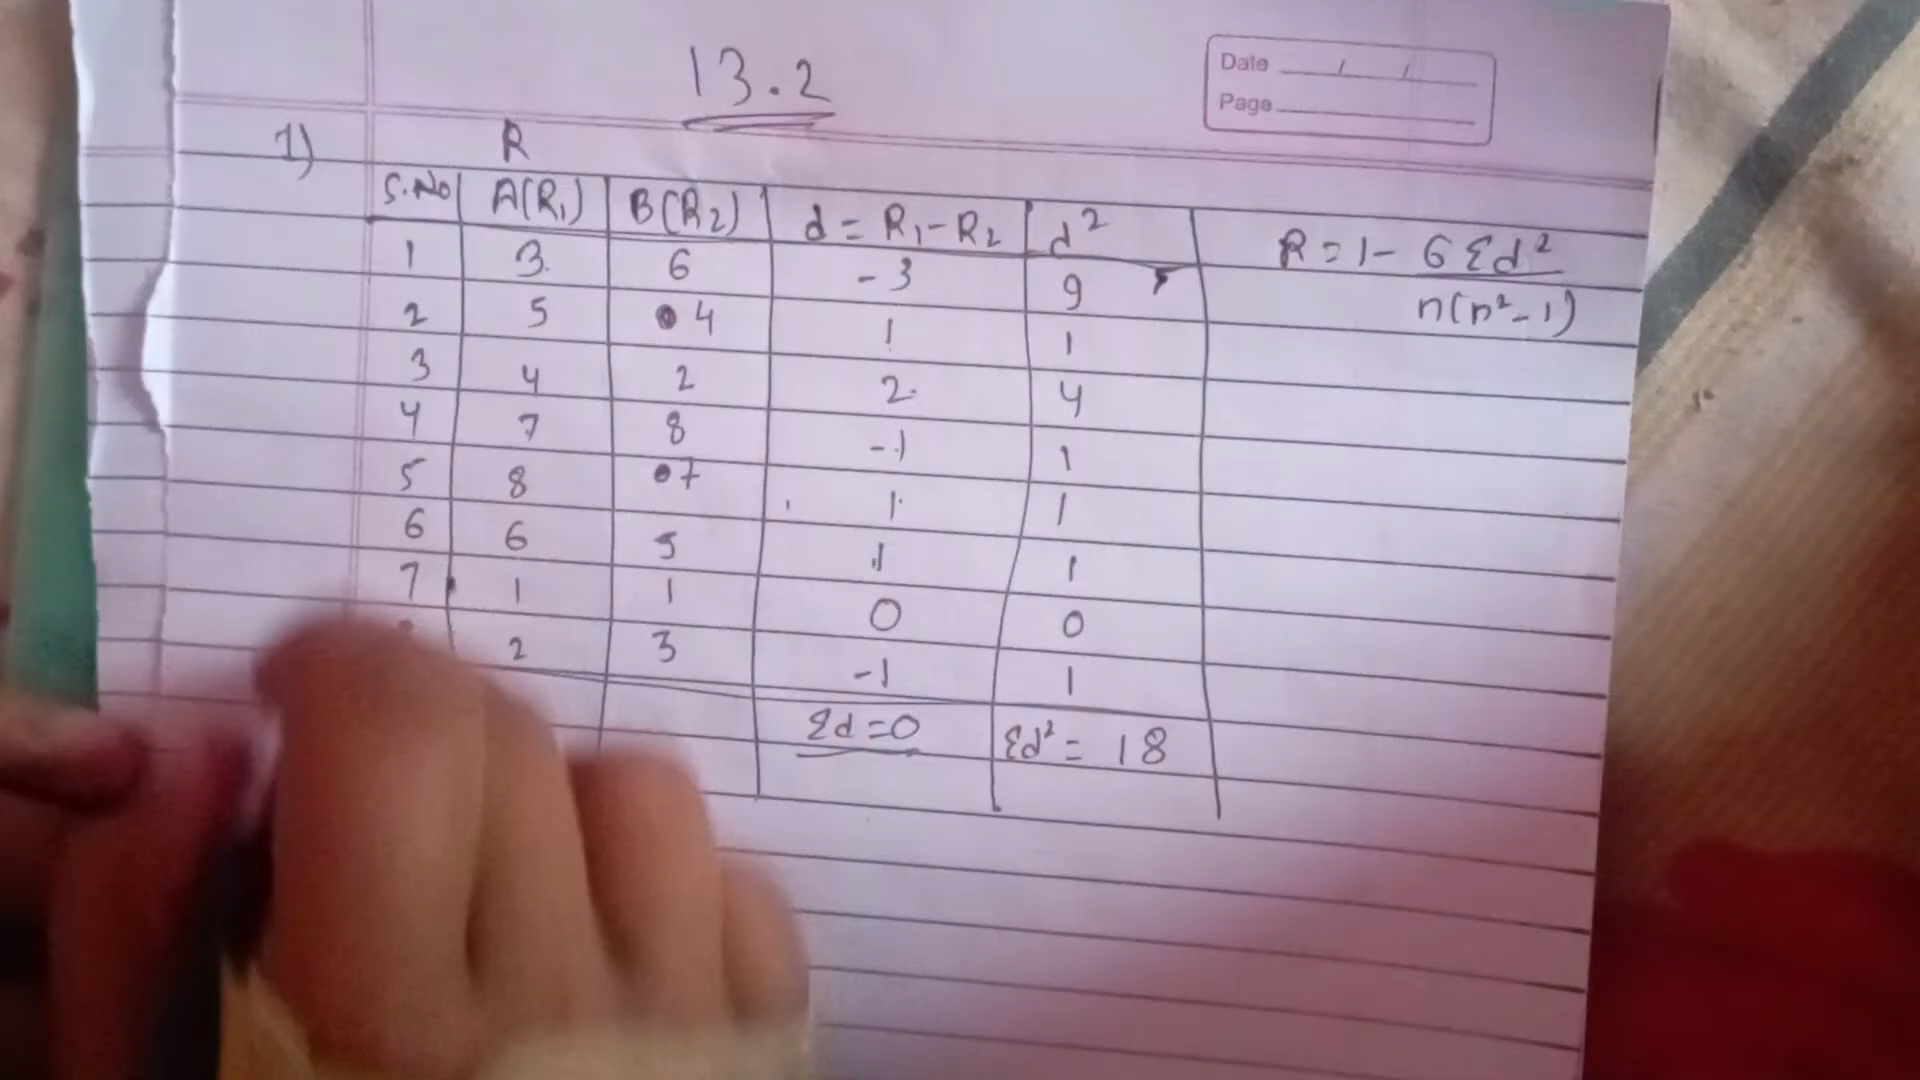 13.2
Date / /
Page
1) R
S.No A(R₁) B(R₂) d = R₁-R₂ d² R = 1 - 6 Σd² / n(n²-1)
1 3 6 -3 9
2 5 4 1 1
3 4 2 2 4
4 7 8 -1 1
5 8 7 1 1
6 6 5 1 1
7 1 1 0 0
2 3 -1 1
Σd = 0 Σd² = 18